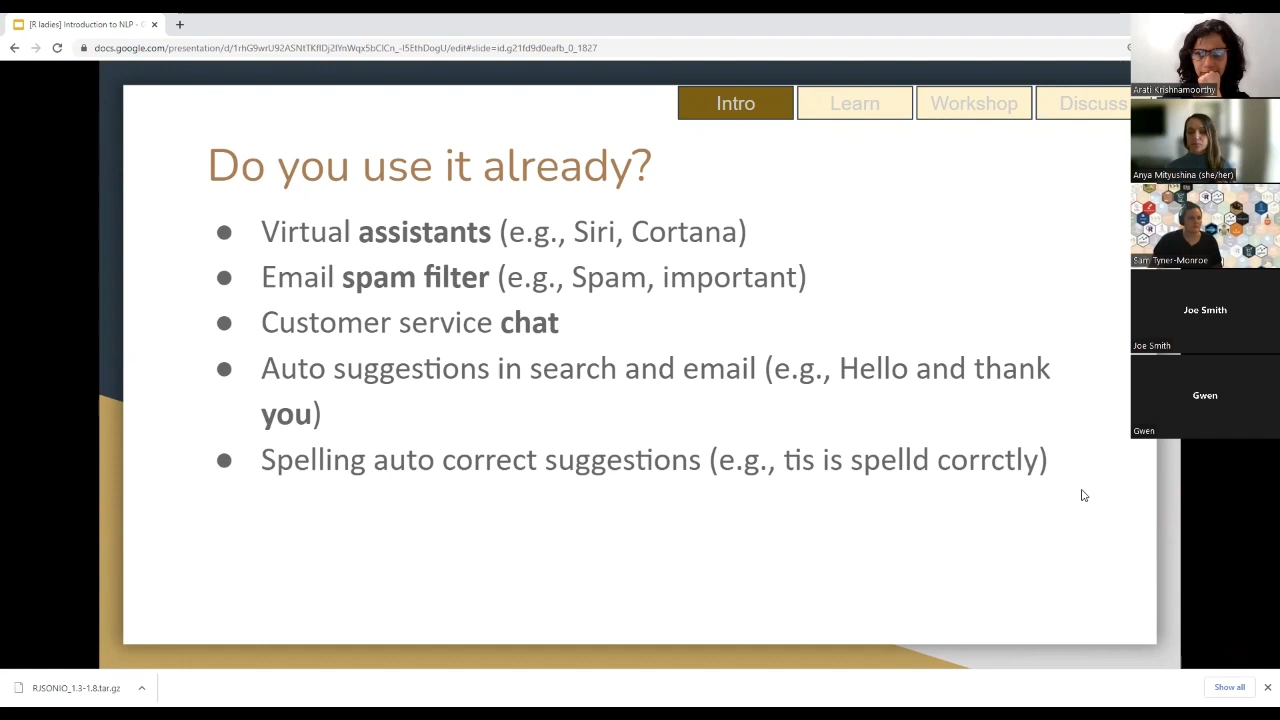 [R ladies] Introduction to NLP - G
docs.google.com/presentation/d/1rhG9wrU92ASNtTKflDj2lYnWqx5bClCn_-l5EthDogU/edit#slide=id.g21fd9d0eafb_0_1827
Intro
Learn
Workshop
Discuss
Do you use it already?
● Virtual assistants (e.g., Siri, Cortana)
● Email spam filter (e.g., Spam, important)
● Customer service chat
● Auto suggestions in search and email (e.g., Hello and thank
you)
● Spelling auto correct suggestions (e.g., tis is spelld corrctly)
Arati Krishnamoorthy
Anya Mityushina (she/her)
Sam Tyner-Monroe
Joe Smith
Joe Smith
Gwen
Gwen
RJSONIO_1.3-1.8.tar.gz
Show all